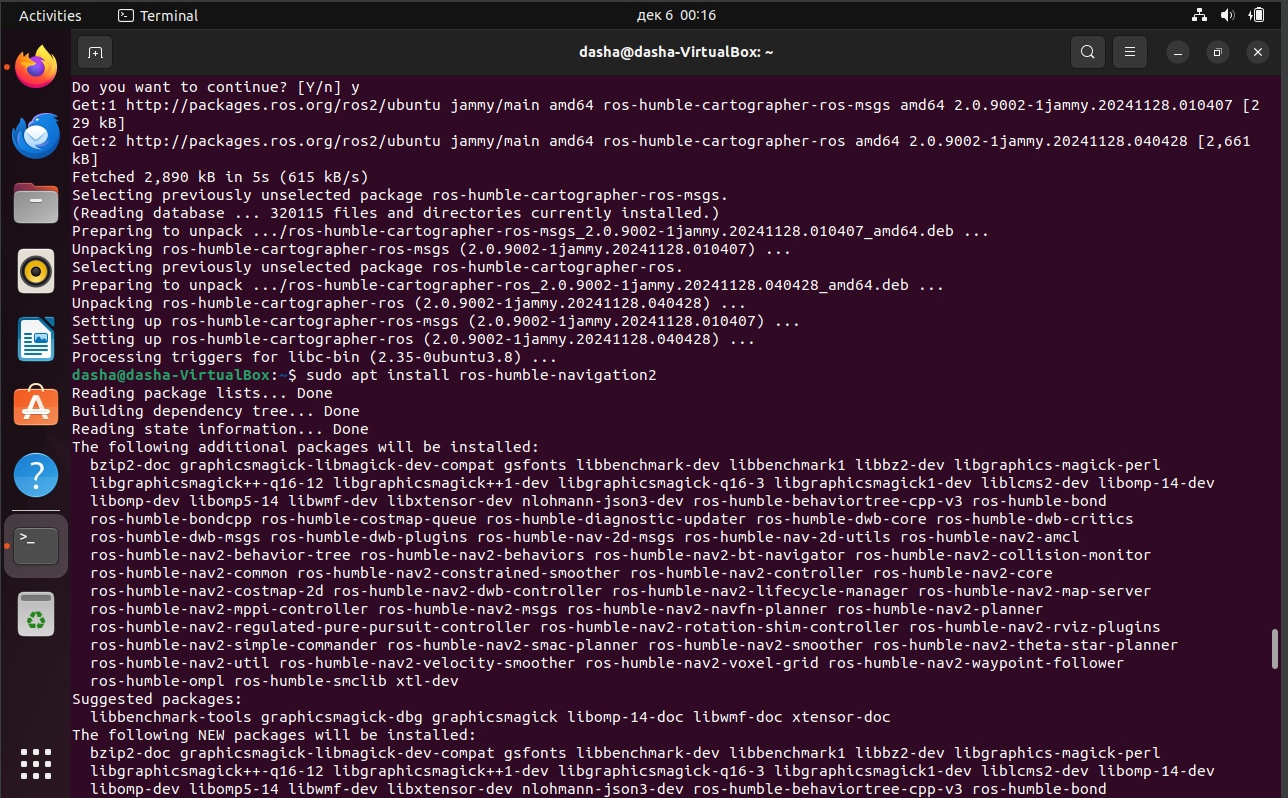 Activities
Terminal
дек 6 00:16
dasha@dasha-VirtualBox: ~
Do you want to continue? [Y/n] y
Get:1 http://packages.ros.org/ros2/ubuntu jammy/main amd64 ros-humble-cartographer-ros-msgs amd64 2.0.9002-1jammy.20241128.010407 [2
29 kB]
Get:2 http://packages.ros.org/ros2/ubuntu jammy/main amd64 ros-humble-cartographer-ros amd64 2.0.9002-1jammy.20241128.040428 [2,661
kB]
Fetched 2,890 kB in 5s (615 kB/s)
Selecting previously unselected package ros-humble-cartographer-ros-msgs.
(Reading database ... 320115 files and directories currently installed.)
Preparing to unpack .../ros-humble-cartographer-ros-msgs_2.0.9002-1jammy.20241128.010407_amd64.deb ...
Unpacking ros-humble-cartographer-ros-msgs (2.0.9002-1jammy.20241128.010407) ...
Selecting previously unselected package ros-humble-cartographer-ros.
Preparing to unpack .../ros-humble-cartographer-ros_2.0.9002-1jammy.20241128.040428_amd64.deb ...
Unpacking ros-humble-cartographer-ros (2.0.9002-1jammy.20241128.040428) ...
Setting up ros-humble-cartographer-ros-msgs (2.0.9002-1jammy.20241128.010407) ...
Setting up ros-humble-cartographer-ros (2.0.9002-1jammy.20241128.040428) ...
Processing triggers for libc-bin (2.35-0ubuntu3.8) ...
dasha@dasha-VirtualBox:~$ sudo apt install ros-humble-navigation2
Reading package lists... Done
Building dependency tree... Done
Reading state information... Done
The following additional packages will be installed:
bzip2-doc graphicsmagick-libmagick-dev-compat gsfonts libbenchmark-dev libbenchmark1 libbz2-dev libgraphics-magick-perl
libgraphicsmagick++-q16-12 libgraphicsmagick++1-dev libgraphicsmagick-q16-3 libgraphicsmagick1-dev liblcms2-dev libomp-14-dev
libomp-dev libomp5-14 libwmf-dev libxtensor-dev nlohmann-json3-dev ros-humble-behaviortree-cpp-v3 ros-humble-bond
ros-humble-bondcpp ros-humble-costmap-queue ros-humble-diagnostic-updater ros-humble-dwb-core ros-humble-dwb-critics
ros-humble-dwb-msgs ros-humble-dwb-plugins ros-humble-nav-2d-msgs ros-humble-nav-2d-utils ros-humble-nav2-amcl
ros-humble-nav2-behavior-tree ros-humble-nav2-behaviors ros-humble-nav2-bt-navigator ros-humble-nav2-collision-monitor
ros-humble-nav2-common ros-humble-nav2-constrained-smoother ros-humble-nav2-controller ros-humble-nav2-core
ros-humble-nav2-costmap-2d ros-humble-nav2-dwb-controller ros-humble-nav2-lifecycle-manager ros-humble-nav2-map-server
ros-humble-nav2-mppi-controller ros-humble-nav2-msgs ros-humble-nav2-navfn-planner ros-humble-nav2-planner
ros-humble-nav2-regulated-pure-pursuit-controller ros-humble-nav2-rotation-shim-controller ros-humble-nav2-rviz-plugins
ros-humble-nav2-simple-commander ros-humble-nav2-smac-planner ros-humble-nav2-smoother ros-humble-nav2-theta-star-planner
ros-humble-nav2-util ros-humble-nav2-velocity-smoother ros-humble-nav2-voxel-grid ros-humble-nav2-waypoint-follower
ros-humble-ompl ros-humble-smclib xtl-dev
Suggested packages:
libbenchmark-tools graphicsmagick-dbg graphicsmagick libomp-14-doc libwmf-doc xtensor-doc
The following NEW packages will be installed:
bzip2-doc graphicsmagick-libmagick-dev-compat gsfonts libbenchmark-dev libbenchmark1 libbz2-dev libgraphics-magick-perl
libgraphicsmagick++-q16-12 libgraphicsmagick++1-dev libgraphicsmagick-q16-3 libgraphicsmagick1-dev liblcms2-dev libomp-14-dev
libomp-dev libomp5-14 libwmf-dev libxtensor-dev nlohmann-json3-dev ros-humble-behaviortree-cpp-v3 ros-humble-bond